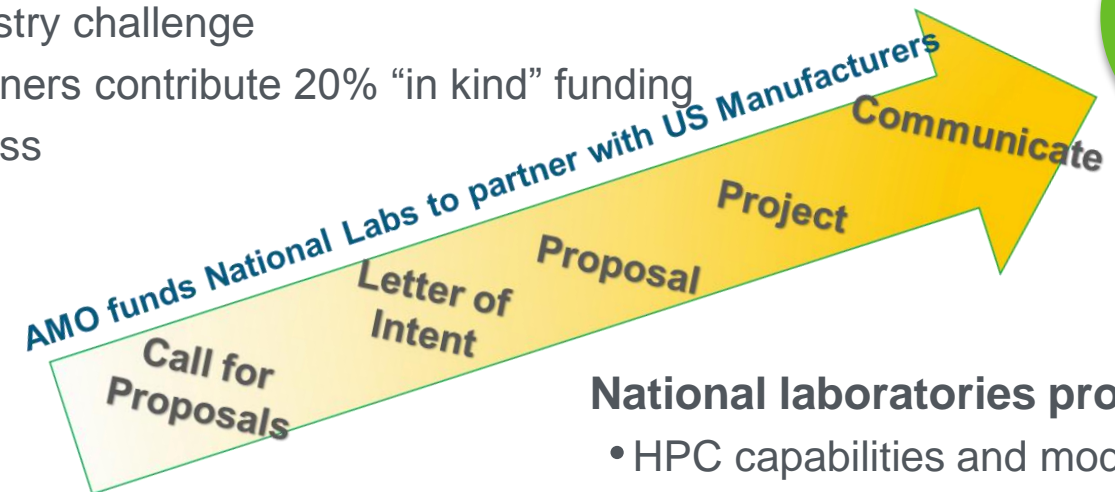 stry challenge
ners contribute 20% “in kind” funding
ss
AMO funds National Labs to partner with US Manufacturers
Call for
Proposals
Letter of
Intent
Proposal
Project
Communicate
National laboratories pro
• HPC capabilities and mod